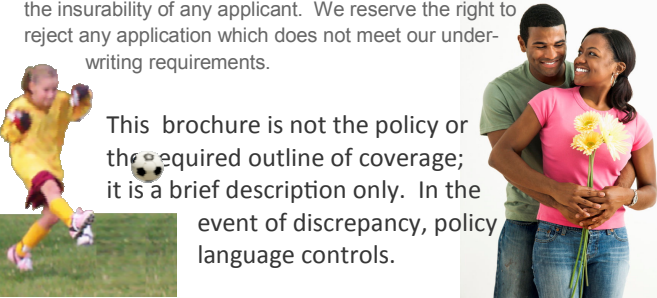 the insurability of any applicant. We reserve the right to
reject any application which does not meet our under-
writing requirements.
This brochure is not the policy or
the required outline of coverage;
it is a brief description only. In the
event of discrepancy, policy
language controls.